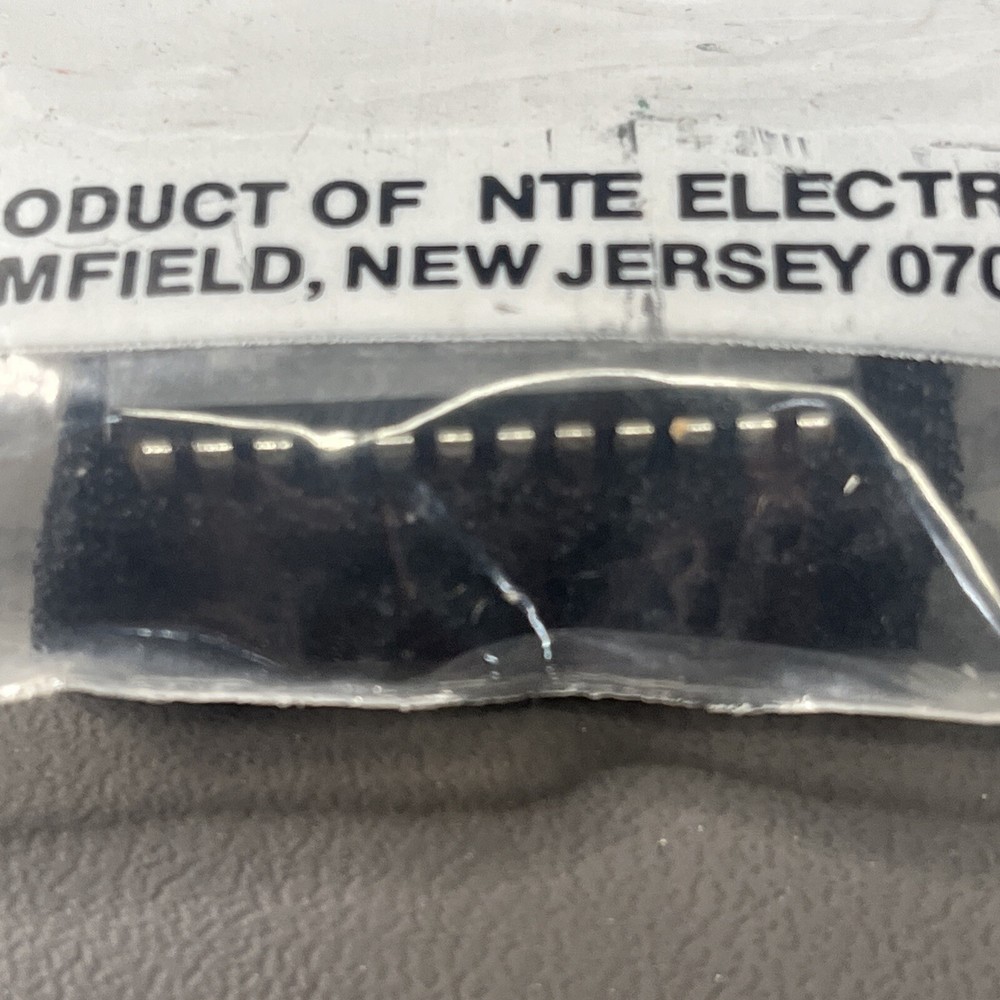 ODUCT OF NTE ELECTR
MFIELD, NEW JERSEY 070